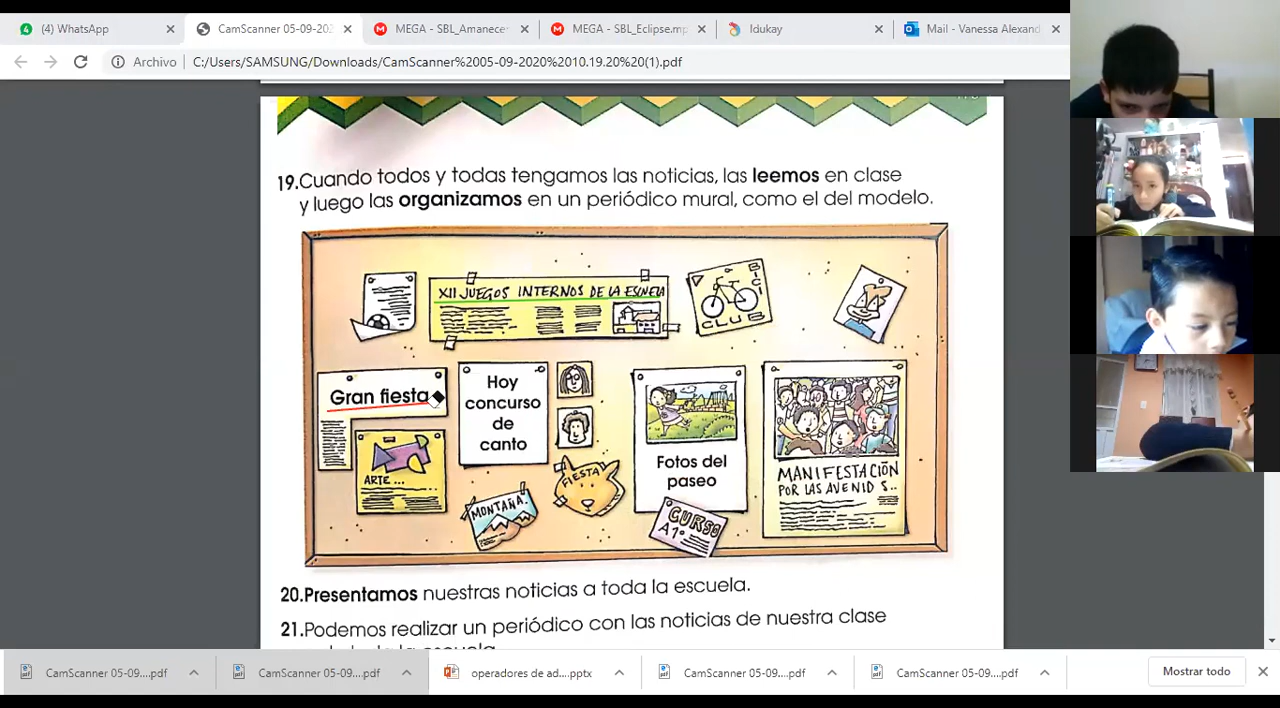 (4) WhatsApp
CamScanner 05-09-202
MEGA - SBL_Amanece
MEGA - SBL_Eclipse.mp
Idukay
Mail - Vanessa Alexand
Archivo
C:/Users/SAMSUNG/Downloads/CamScanner%2005-09-2020%2010.19.20%20(1).pdf
19.Cuando todos y todas tengamos las noticias, las leemos en clase
y luego las organizamos en un periódico mural, como el del modelo.
XII JUEGOS INTERNOS DE LA ESCUELA
BICI
CLUB
Gran fiesta
Hoy
concurso
de
canto
ARTE ...
MONTAÑA.
FIESTA
Fotos del
paseo
CURSO
A 1º
MANIFESTACIÓN
POR LAS AVENID S..
20.Presentamos nuestras noticias a toda la escuela.
21.Podemos realizar un periódico con las noticias de nuestra clase
CamScanner 05-09....pdf
CamScanner 05-09....pdf
operadores de ad....pptx
CamScanner 05-09....pdf
CamScanner 05-09....pdf
Mostrar todo